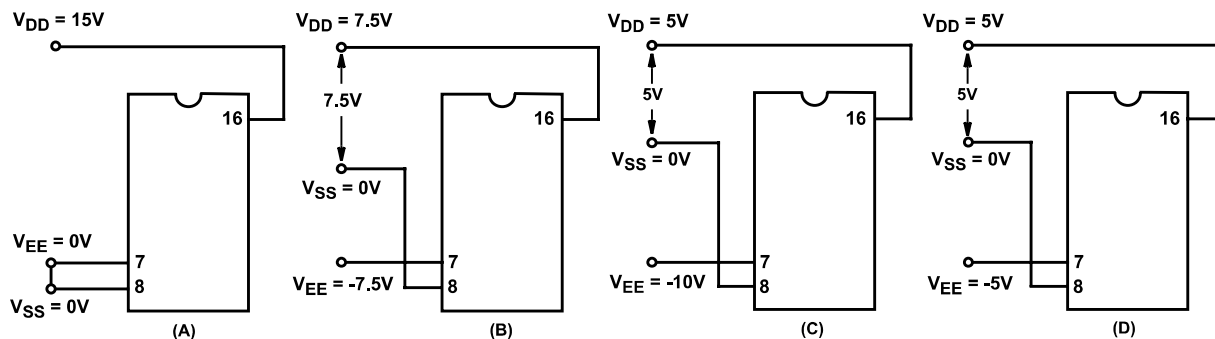 VDD = 15V
16
VEE = 0V
7
8
VSS = 0V
(A)
VDD = 7.5V
7.5V
16
VSS = 0V
7
VEE = -7.5V
8
(B)
VDD = 5V
5V
16
VSS = 0V
7
VEE = -10V
8
(C)
VDD = 5V
5V
16
VSS = 0V
7
VEE = -5V
8
(D)